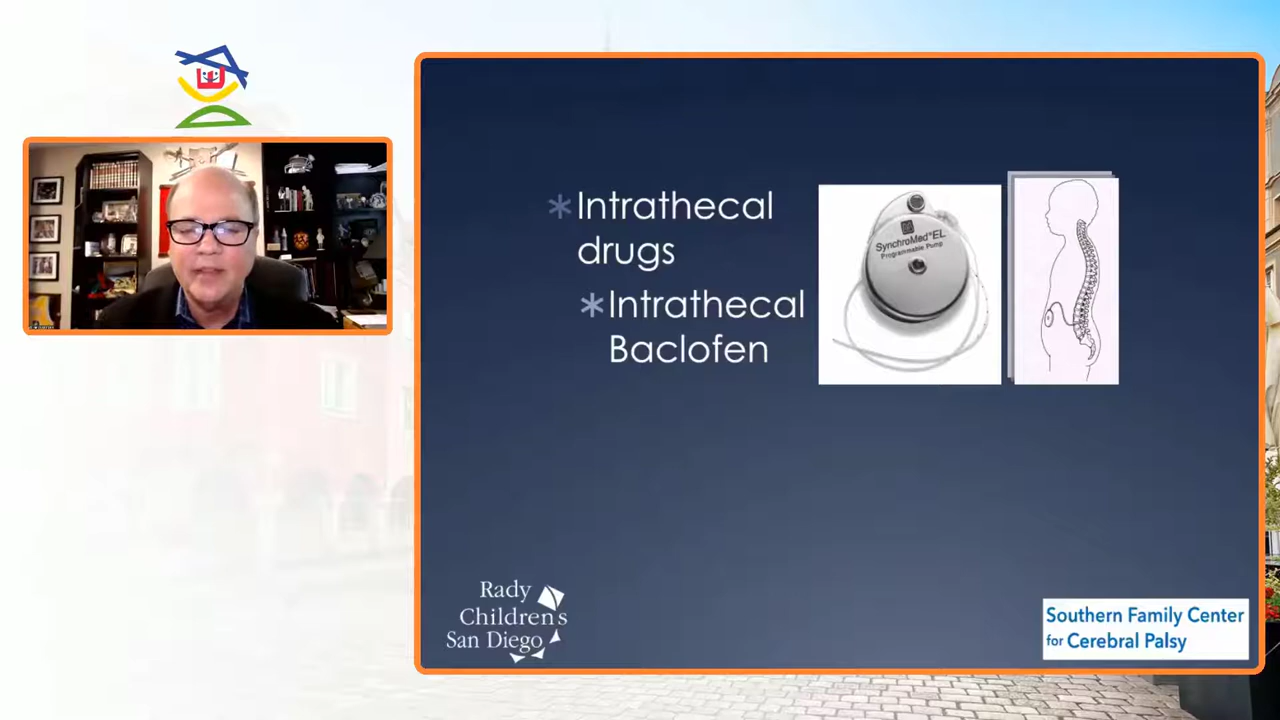 *Intrathecal
drugs
*Intrathecal
Baclofen
SynchroMed®EL
Programmable Pump
Rady
Children's
San Diego
Southern Family Center
for Cerebral Palsy